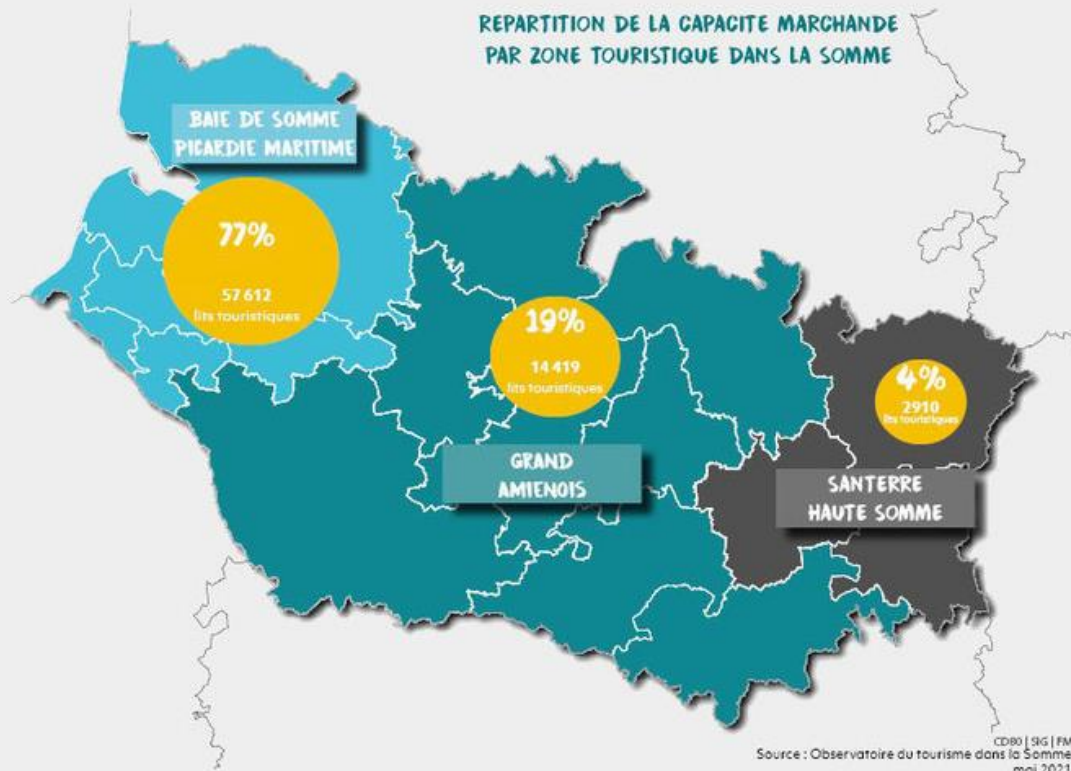 REPARTITION DE LA CAPACITE MARCHANDE
PAR ZONE TOURISTIQUE DANS LA SOMME
BAIE DE SOMME
PICARDIE MARITIME
77%
57 612
lits touristiques
19%
14 419
lits touristiques
4%
2910
lits touristiques
GRAND
AMIENOIS
SANTERRE
HAUTE SOMME
CD80 | SIG | FM
Source : Observatoire du tourisme dans la Somme
mai 2021